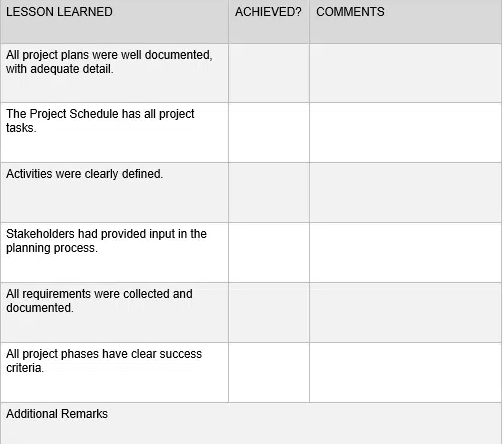 LESSON LEARNED ACHIEVED? COMMENTS
All project plans were well documented,
with adequate detail.
The Project Schedule has all project
tasks.
Activities were clearly defined.
Stakeholders had provided input in the
planning process.
All requirements were collected and
documented.
All project phases have clear success
criteria.
Additional Remarks